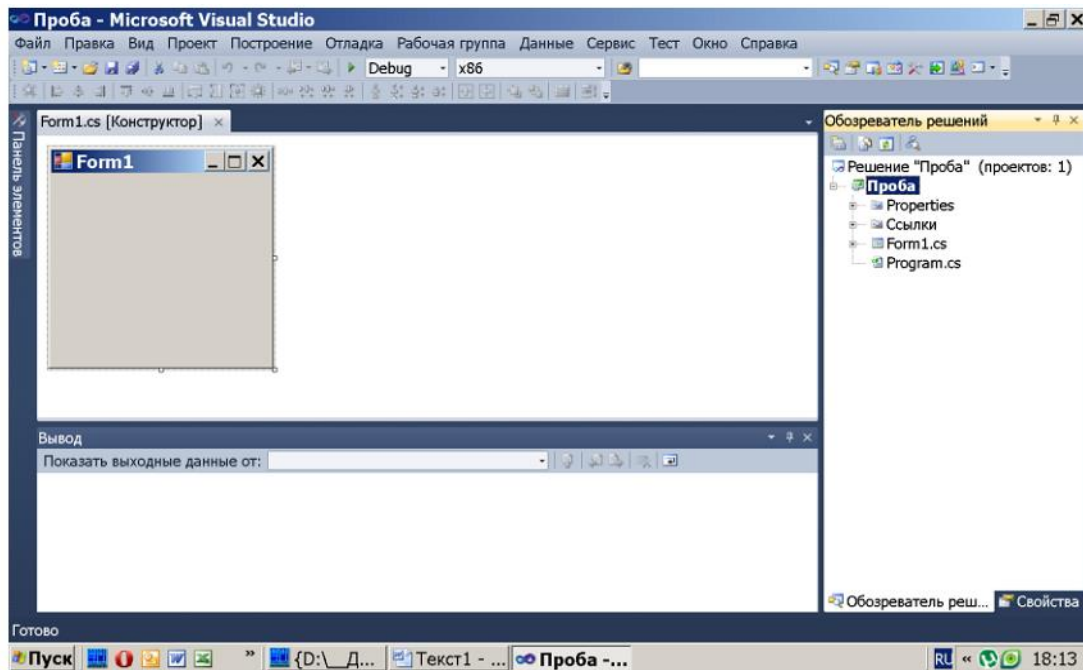 Проба - Microsoft Visual Studio
Файл Правка Вид Проект Построение Отладка Рабочая группа Данные Сервис Тест Окно Справка
Debug x86
Панель элементов
Form1.cs [Конструктор]
Form1
Вывод
Показать выходные данные от:
Обозреватель решений
Решение "Проба" (проектов: 1)
Проба
Properties
Ссылки
Form1.cs
Program.cs
Обозреватель реш... Свойства
Готово
Пуск » {D:\__Д... Текст1 - ... Проба -... RU « 18:13